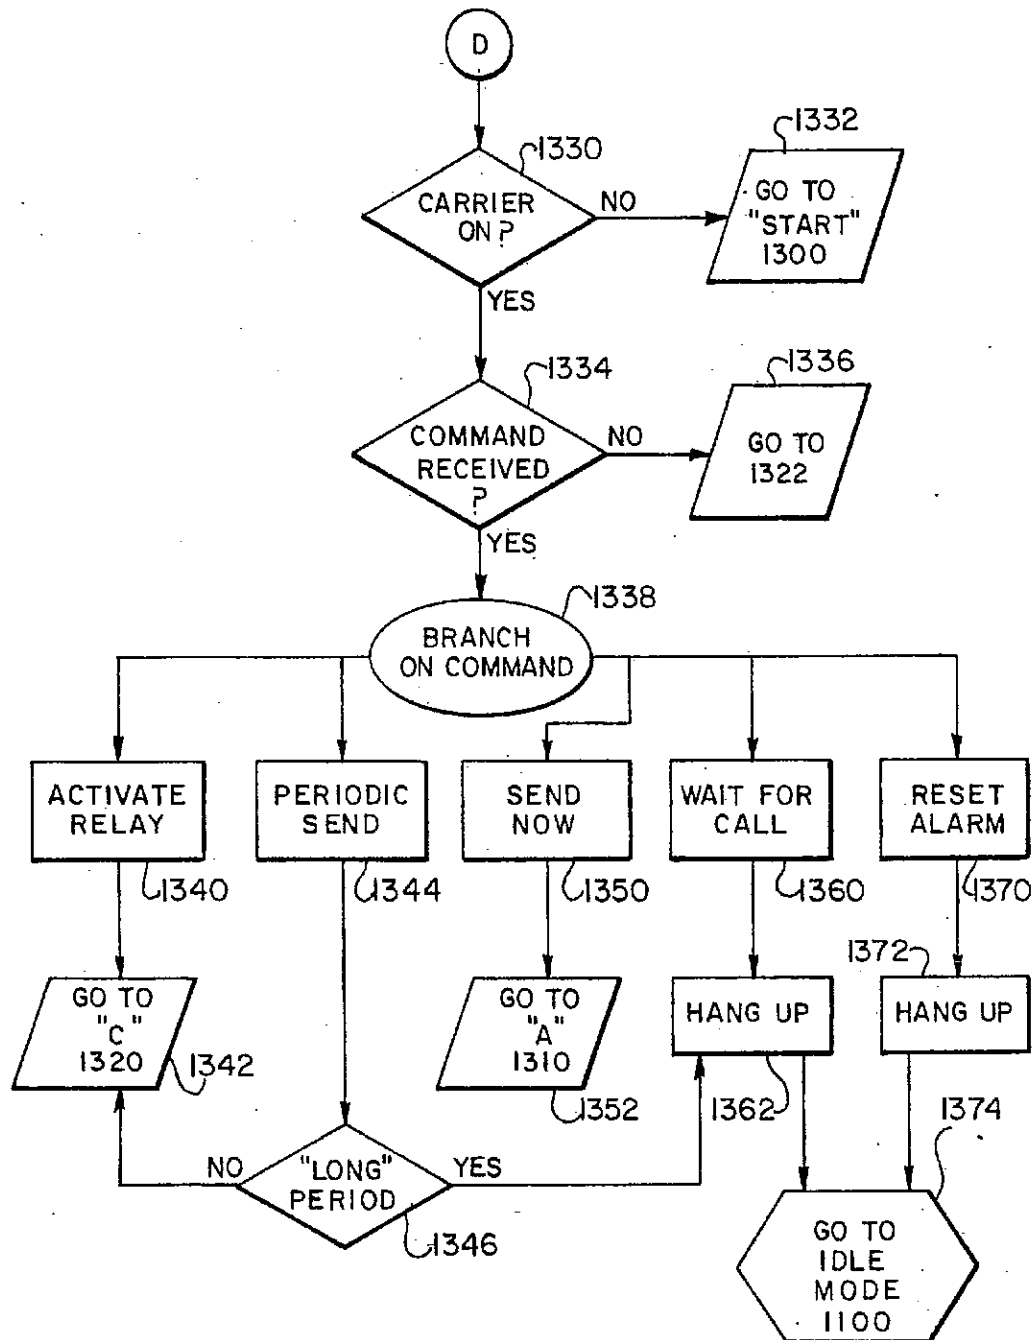 D
1330
CARRIER
ON?
NO
YES
1332
GO TO
"START"
1300
1334
COMMAND
RECEIVED
?
NO
YES
1336
GO TO
1322
1338
BRANCH
ON COMMAND
ACTIVATE
RELAY
1340
PERIODIC
SEND
1344
SEND
NOW
1350
WAIT FOR
CALL
1360
RESET
ALARM
1370
GO TO
"C"
1320
1342
GO TO
"A"
1310
1352
HANG UP
1362
1372
HANG UP
NO
"LONG"
PERIOD
YES
1346
1374
GO TO
IDLE
MODE
1100